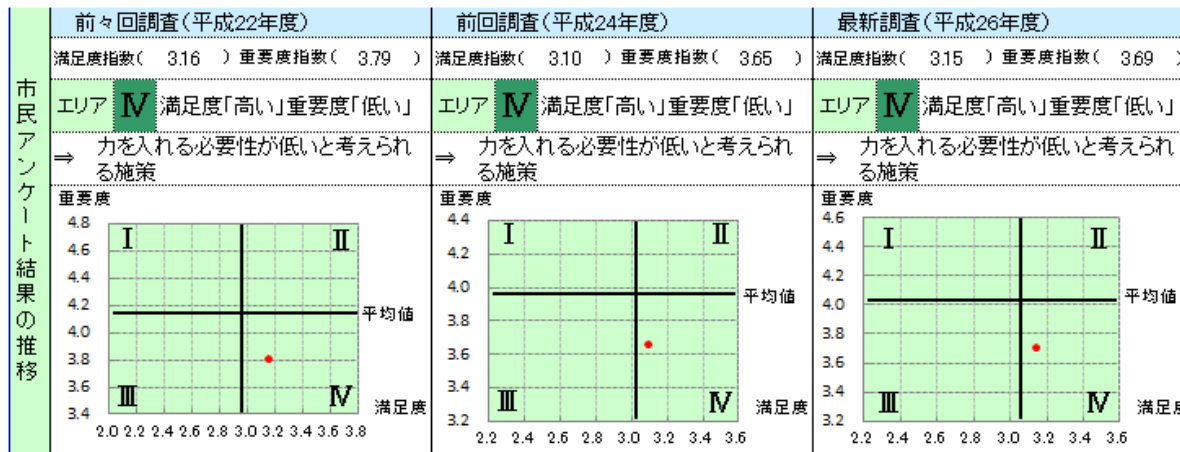 市民アンケート結果の推移
前々回調査(平成22年度)
満足度指数( 3.16 )重要度指数( 3.79 )
エリア Ⅳ 満足度「高い」重要度「低い」
⇒ 力を入れる必要性が低いと考えられ
る施策
重要度
4.8
4.6
4.4
4.2
4.0
3.8
3.6
3.4
Ⅰ Ⅱ
平均値
Ⅲ Ⅳ
満足度
2.0 2.2 2.4 2.6 2.8 3.0 3.2 3.4 3.6 3.8
前回調査(平成24年度)
満足度指数( 3.10 )重要度指数( 3.65 )
エリア Ⅳ 満足度「高い」重要度「低い」
⇒ 力を入れる必要性が低いと考えられ
る施策
重要度
4.4
4.2
4.0
3.8
3.6
3.4
3.2
Ⅰ Ⅱ
平均値
Ⅲ Ⅳ
満足度
2.2 2.4 2.6 2.8 3.0 3.2 3.4 3.6
最新調査(平成26年度)
満足度指数( 3.15 )重要度指数( 3.69 )
エリア Ⅳ 満足度「高い」重要度「低い」
⇒ 力を入れる必要性が低いと考えられ
る施策
重要度
4.6
4.4
4.2
4.0
3.8
3.6
3.4
3.2
Ⅰ Ⅱ
平均値
Ⅲ Ⅳ
満足度
2.2 2.4 2.6 2.8 3.0 3.2 3.4 3.6